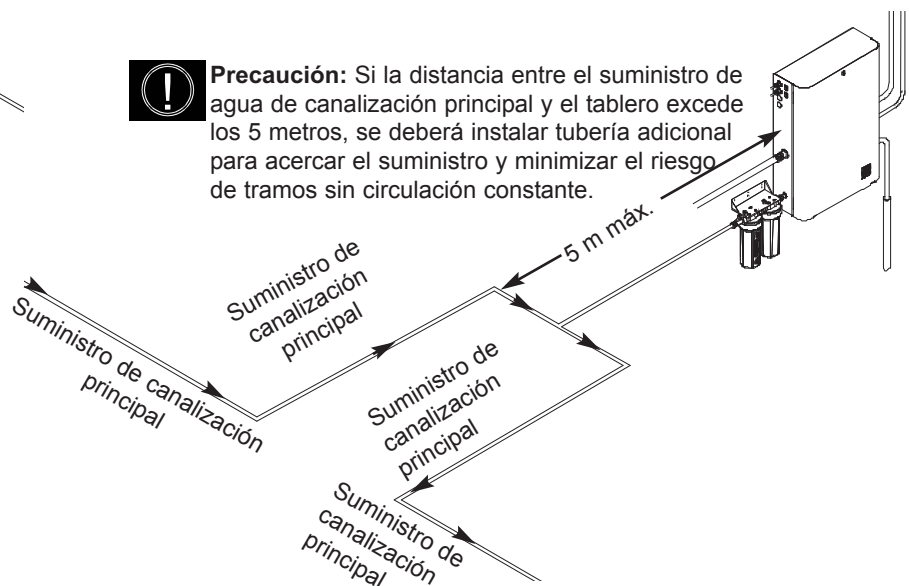 Precaución: Si la distancia entre el suministro de
agua de canalización principal y el tablero excede
los 5 metros, se deberá instalar tubería adicional
para acercar el suministro y minimizar el riesgo
de tramos sin circulación constante.
5 m máx.
Suministro de
canalización
principal
Suministro de canalización
principal
Suministro de
canalización
principal
Suministro de
canalización
principal